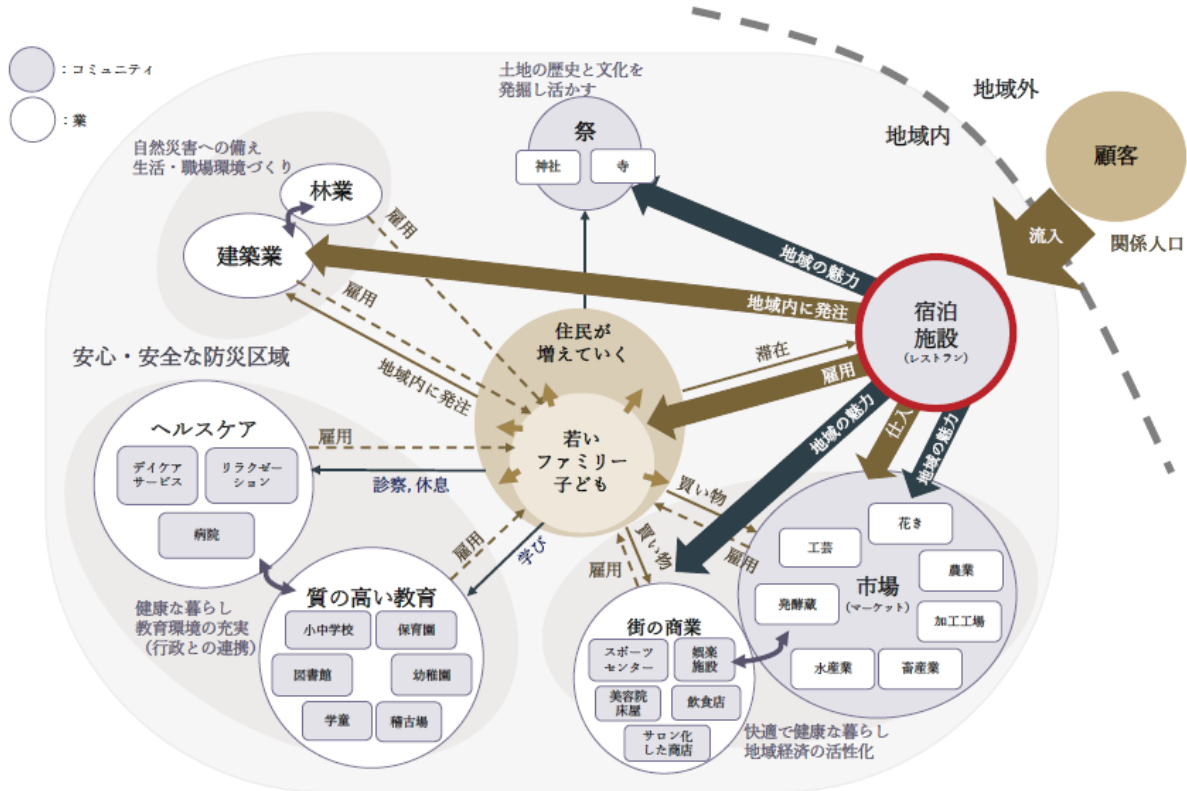 ：コミュニティ
：業
土地の歴史と文化を
発掘し活かす
祭
神社
寺
地域外
地域内
顧客
流入
関係人口
自然災害への備え
生活・職場環境づくり
林業
建築業
雇用
雇用
地域の魅力
地域内に発注
宿泊
施設
（レストラン）
住民が
増えていく
滞在
雇用
安心・安全な防災区域
地域内に発注
地域の魅力
仕入
地域の魅力
若い
ファミリー
子ども
ヘルスケア
デイケア
サービス
リラクゼー
ション
病院
雇用
診察, 休息
雇用
学び
買い物
雇用
買い物
雇用
健康な暮らし
教育環境の充実
（行政との連携）
質の高い教育
小中学校
保育園
図書館
幼稚園
学童
稽古場
街の商業
スポーツ
センター
娯楽
施設
美容院
床屋
飲食店
サロン化
した商店
花き
工芸
農業
市場
（マーケット）
発酵蔵
加工工場
水産業
畜産業
快適で健康な暮らし
地域経済の活性化